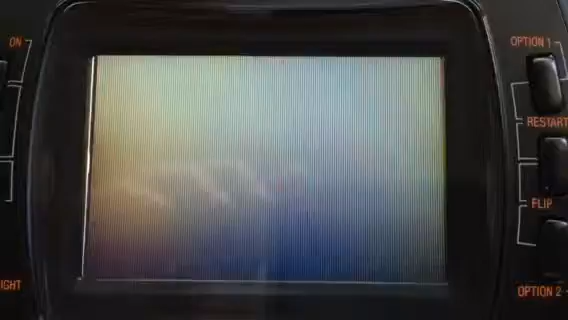 ON
OPTION 1
RESTART
FLIP
IGHT
OPTION 2